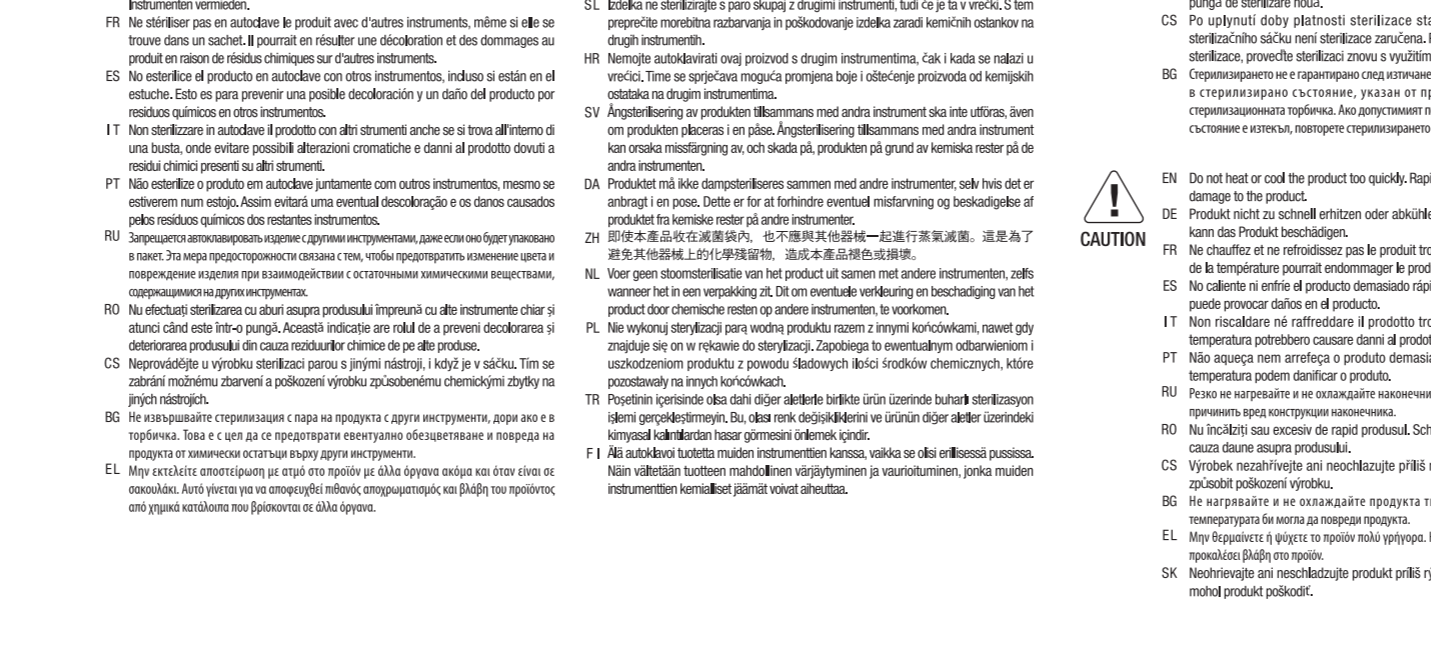 Instrumenten vermieden.
FR Ne stériliser pas en autoclave le produit avec d'autres instruments, même si elle se
trouve dans un sachet. Il pourrait en résulter une décoloration et des dommages au
produit en raison de résidus chimiques sur d'autres instruments.
ES No esterilice el producto en autoclave con otros instrumentos, incluso si están en el
estuche. Esto es para prevenir una posible decoloración y un daño del producto por
residuos químicos en otros instrumentos.
IT Non sterilizzare in autoclave il prodotto con altri strumenti anche se si trova all'interno di
una busta, onde evitare possibili alterazioni cromatiche e danni al prodotto dovuti a
residui chimici presenti su altri strumenti.
PT Não esterilize o produto em autoclave juntamente com outros instrumentos, mesmo se
estiverem num estojo. Assim evitará uma eventual descoloração e os danos causados
pelos resíduos químicos dos restantes instrumentos.
RU Запрещается автоклавировать изделие с другими инструментами, даже если оно будет упаковано
в пакет. Эта мера предосторожности связана с тем, чтобы предотвратить изменение цвета и
повреждение изделия при взаимодействии с остаточными химическими веществами,
содержащимися на других инструментах.
RO Nu efectuați sterilizarea cu aburi asupra produsului împreună cu alte instrumente chiar și
atunci când este într-o pungă. Această indicație are rolul de a preveni decolorarea și
deteriorarea produsului din cauza reziduurilor chimice de pe alte produse.
CS Neprovádějte u výrobku sterilizaci parou s jinými nástroji, i když je v sáčku. Tím se
zabrání možnému zbarvení a poškození výrobku způsobenému chemickými zbytky na
jiných nástrojích.
BG Не извършвайте стерилизация с пара на продукта с други инструменти, дори ако е в
торбичка. Това е с цел да се предотврати евентуално обезцветяване и повреда на
продукта от химически остатъци върху други инструменти.
EL Μην εκτελείτε αποστείρωση με ατμό στο προϊόν με άλλα όργανα ακόμα και όταν είναι σε
σακουλάκι. Αυτό γίνεται για να αποφευχθεί πιθανός αποχρωματισμός και βλάβη του προϊόντος
από χημικά κατάλοιπα που βρίσκονται σε άλλα όργανα.
SL Izdelka ne sterilizirajte s paro skupaj z drugimi instrumenti, tudi če je ta v vrečki. S tem
preprečite morebitna razbarvanja in poškodovanje izdelka zaradi kemičnih ostankov na
drugih instrumentih.
HR Nemojte autoklavirati ovaj proizvod s drugim instrumentima, čak i kada se nalazi u
vrećici. Time se sprječava moguća promjena boje i oštećenje proizvoda od kemijskih
ostataka na drugim instrumentima.
SV Ångsterilisering av produkten tillsammans med andra instrument ska inte utföras, även
om produkten placeras i en påse. Ångsterilisering tillsammans med andra instrument
kan orsaka missfärgning av, och skada på, produkten på grund av kemiska rester på de
andra instrumenten.
DA Produktet må ikke dampsteriliseres sammen med andre instrumenter, selv hvis det er
anbragt i en pose. Dette er for at forhindre eventuel misfarvning og beskadigelse af
produktet fra kemiske rester på andre instrumenter.
ZH 即使本產品收在滅菌袋內，也不應與其他器械一起進行蒸氣滅菌。這是為了
避免其他器械上的化學殘留物，造成本產品褪色或損壞。
NL Voer geen stoomsterilisatie van het product uit samen met andere instrumenten, zelfs
wanneer het in een verpakking zit. Dit om eventuele verkleuring en beschadiging van het
product door chemische resten op andere instrumenten, te voorkomen.
PL Nie wykonuj sterylizacji parą wodną produktu razem z innymi końcówkami, nawet gdy
znajduje się on w rękawie do sterylizacji. Zapobiega to ewentualnym odbarwieniom i
uszkodzeniom produktu z powodu śladowych ilości środków chemicznych, które
pozostawały na innych końcówkach.
TR Poşetinin içerisinde olsa dahi diğer aletlerle birlikte ürün üzerinde buharlı sterilizasyon
işlemi gerçekleştirmeyin. Bu, olası renk değişikliklerini ve ürünün diğer aletler üzerindeki
kimyasal kalıntılardan hasar görmesini önlemek içindir.
FI Älä autoklavoi tuotetta muiden instrumenttien kanssa, vaikka se olisi erillisessä pussissa.
Näin vältetään tuotteen mahdollinen värjäytyminen ja vaurioituminen, jonka muiden
instrumenttien kemialliset jäämät voivat aiheuttaa.
pungă de sterilizare nouă.
CS Po uplynutí doby platnosti sterilizace
sterilizačního sáčku není sterilizace zaručena.
sterilizace, proveďte sterilizaci znovu s využitím
BG Стерилизирането не е гарантирано след изтичане
в стерилизирано състояние, указан от
стерилизационната торбичка. Ако допустимият
състояние е изтекъл, повторете стерилизирането
CAUTION
EN Do not heat or cool the product too quickly.
damage to the product.
DE Produkt nicht zu schnell erhitzen oder
kann das Produkt beschädigen.
FR Ne chauffez et ne refroidissez pas le produit
de la température pourrait endommager le
ES No caliente ni enfríe el producto demasiado
puede provocar daños en el producto.
IT Non riscaldare né raffreddare il prodotto
temperatura potrebbero causare danni al
PT Não aqueça nem arrefeça o produto
temperatura podem danificar o produto.
RU Резко не нагревайте и не охлаждайте
причинить вред конструкции наконечника.
RO Nu încălziți sau excesiv de rapid produsul.
cauza daune asupra produsului.
CS Výrobek nezahřívejte ani neochlazujte příliš
způsobit poškození výrobku.
BG Не нагрявайте и не охлаждайте продукта
температурата би могла да повреди продукта.
EL Μην θερμαίνετε ή ψύχετε το προϊόν πολύ γρήγορα.
προκαλέσει βλάβη στο προϊόν.
SK Neohrievajte ani neschladzujte produkt príliš
mohol produkt poškodiť.